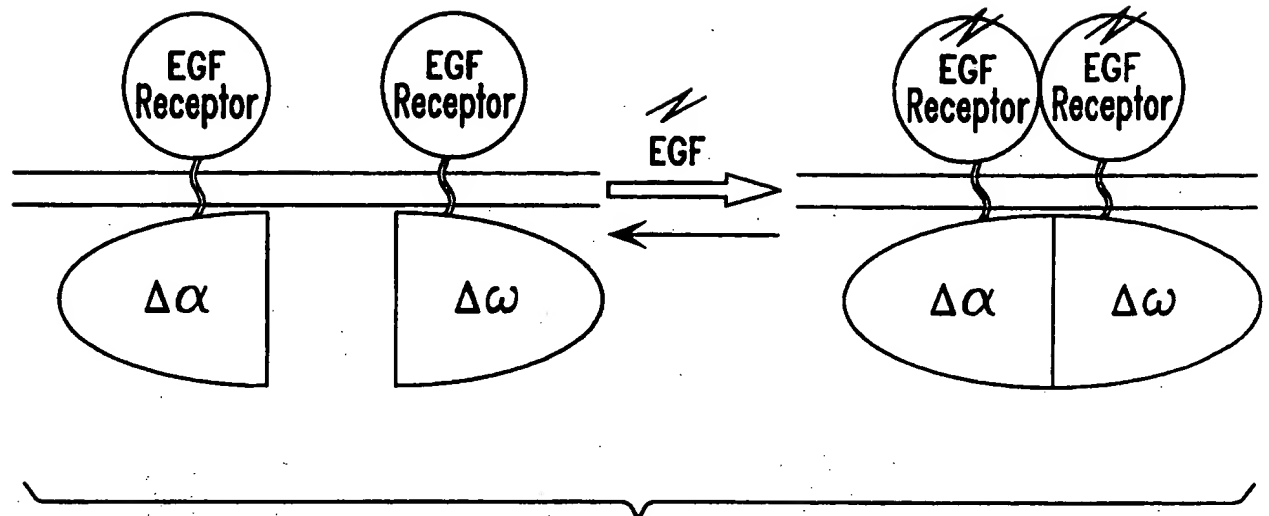 EGF
Receptor
EGF
Receptor
EGF
EGF
Receptor
EGF
Receptor
Δα
Δω
Δα
Δω